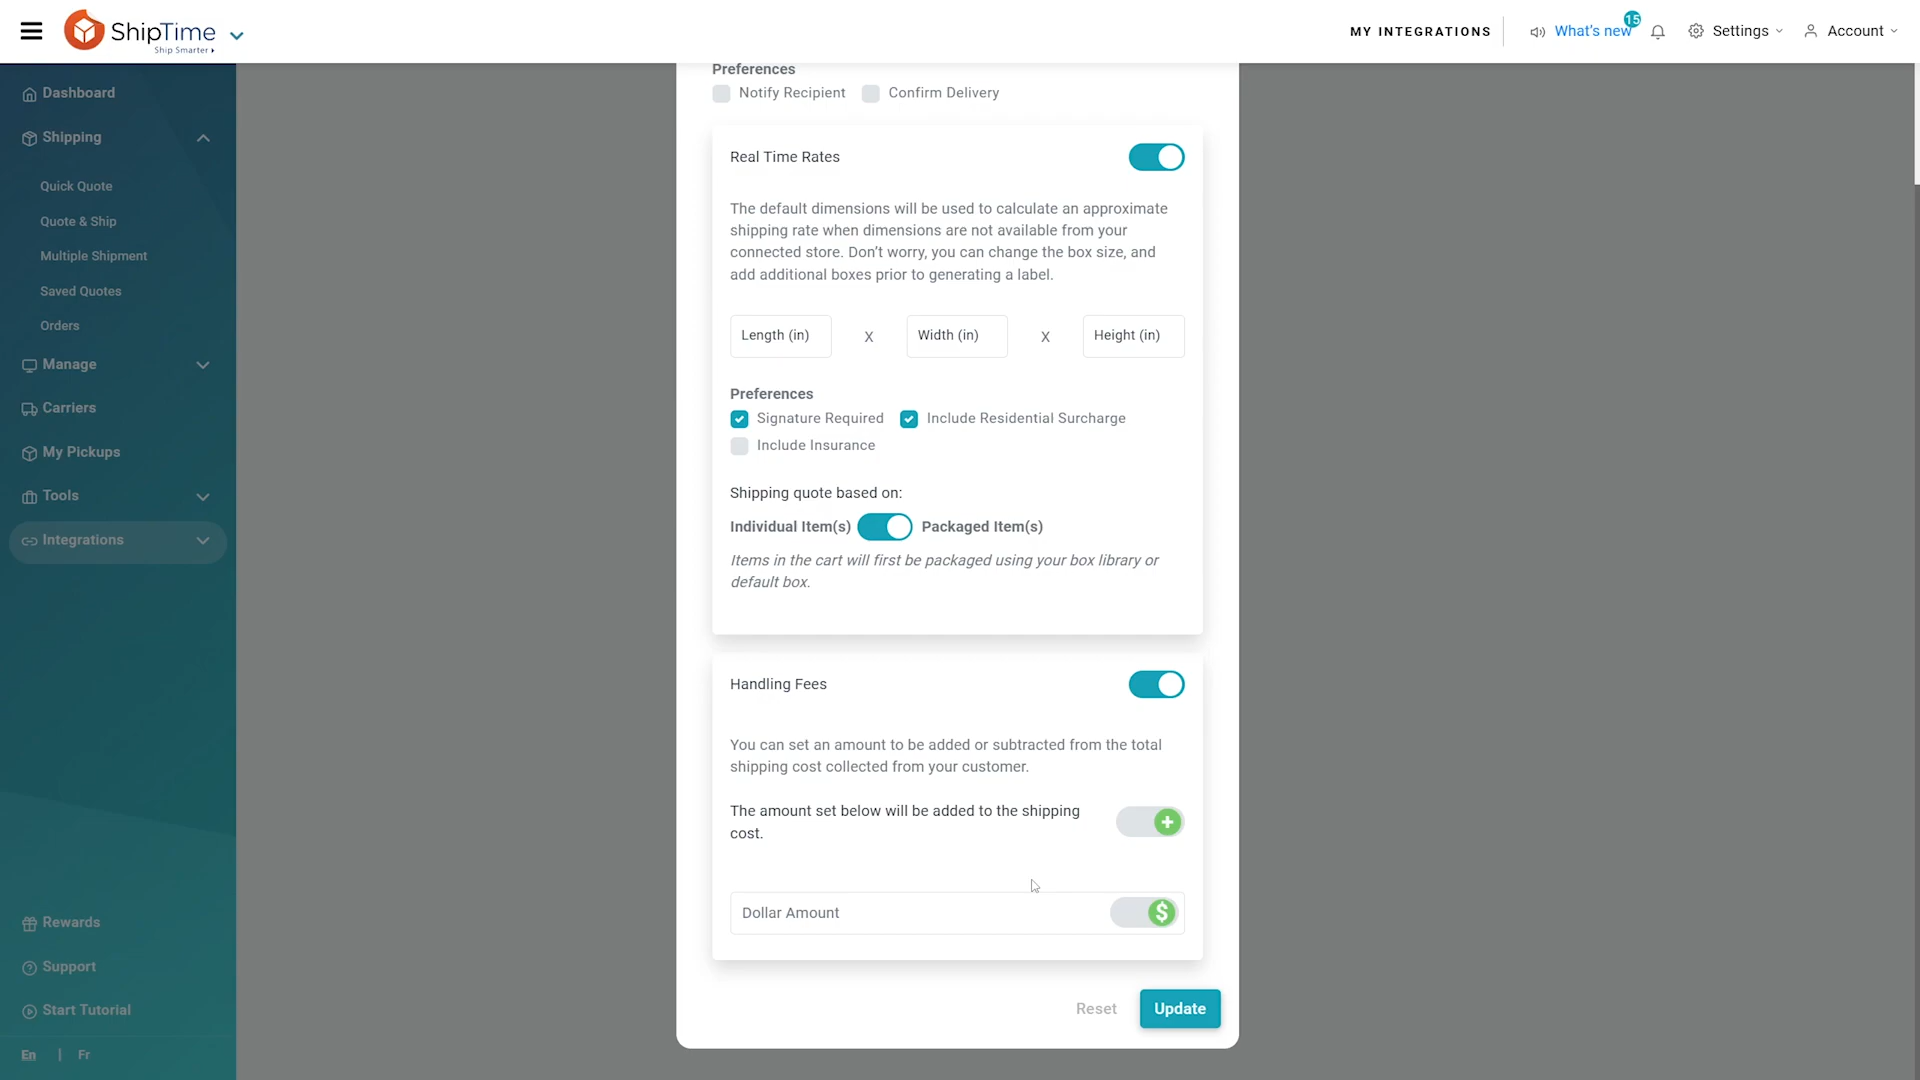 ShipTime
Ship Smarter
MY INTEGRATIONS
What's new
15
Settings
Account
Dashboard
Shipping
Quick Quote
Quote & Ship
Multiple Shipment
Saved Quotes
Orders
Manage
Carriers
My Pickups
Tools
Integrations
Rewards
Support
Start Tutorial
En | Fr
Preferences
Notify Recipient Confirm Delivery
Real Time Rates
The default dimensions will be used to calculate an approximate
shipping rate when dimensions are not available from your
connected store. Don't worry, you can change the box size, and
add additional boxes prior to generating a label.
Length (in) X Width (in) X Height (in)
Preferences
Signature Required Include Residential Surcharge
Include Insurance
Shipping quote based on:
Individual Item(s) Packaged Item(s)
Items in the cart will first be packaged using your box library or
default box.
Handling Fees
You can set an amount to be added or subtracted from the total
shipping cost collected from your customer.
The amount set below will be added to the shipping
cost.
+
Dollar Amount $
Reset Update